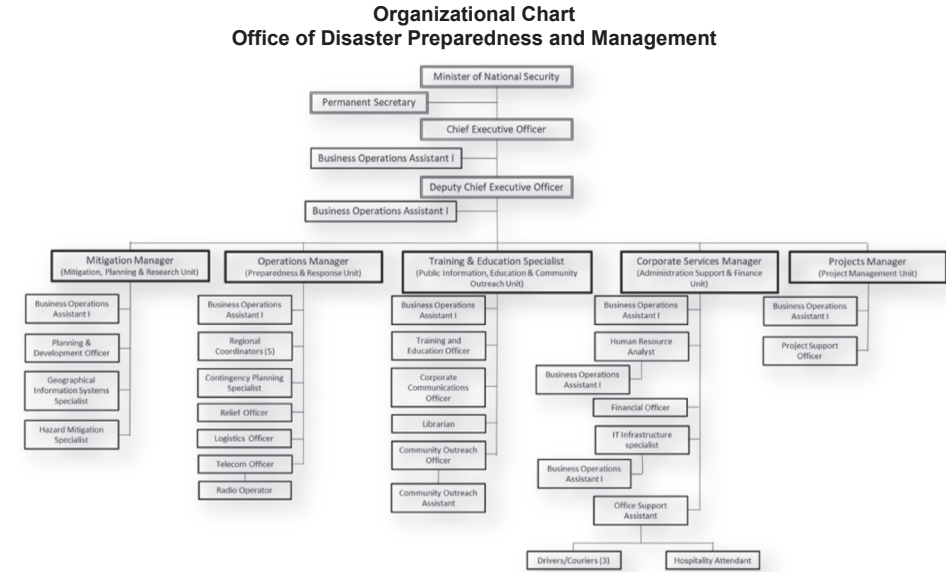 Organizational Chart
Office of Disaster Preparedness and Management
Minister of National Security
Permanent Secretary
Chief Executive Officer
Business Operations Assistant I
Deputy Chief Executive Officer
Business Operations Assistant I
Mitigation Manager
(Mitigation, Planning & Research Unit)
Business Operations
Assistant I
Planning &
Development Officer
Geographical
Information Systems
Specialist
Hazard Mitigation
Specialist
Operations Manager
(Preparedness & Response Unit)
Business Operations
Assistant I
Regional
Coordinators (5)
Contingency Planning
Specialist
Relief Officer
Logistics Officer
Telecom Officer
Radio Operator
Training & Education Specialist
(Public Information, Education & Community
Outreach Unit)
Business Operations
Assistant I
Training and
Education Officer
Corporate
Communications
Officer
Librarian
Community Outreach
Officer
Community Outreach
Assistant
Corporate Services Manager
(Administration Support & Finance
Unit)
Business Operations
Assistant I
Human Resource
Analyst
Business Operations
Assistant I
Financial Officer
IT Infrastructure
specialist
Business Operations
Assistant I
Office Support
Assistant
Drivers/Couriers (3)
Hospitality Attendant
Projects Manager
(Project Management Unit)
Business Operations
Assistant I
Project Support
Officer